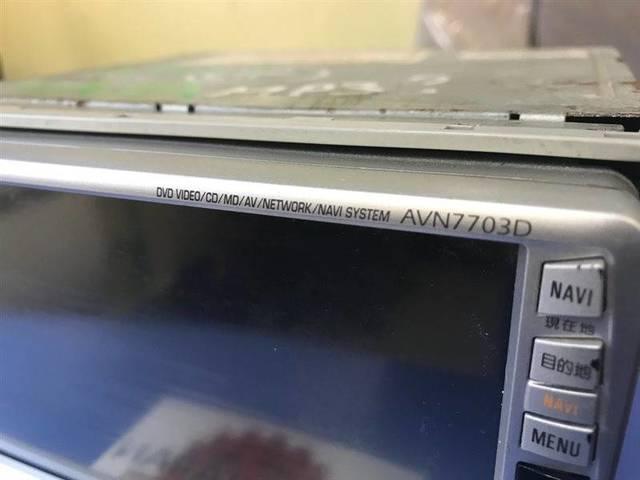 DVD VIDEO/CD/MD/AV/NETWORK/NAVI SYSTEM AVN7703D
NAVI
現在地
目的地
NAVI
MENU